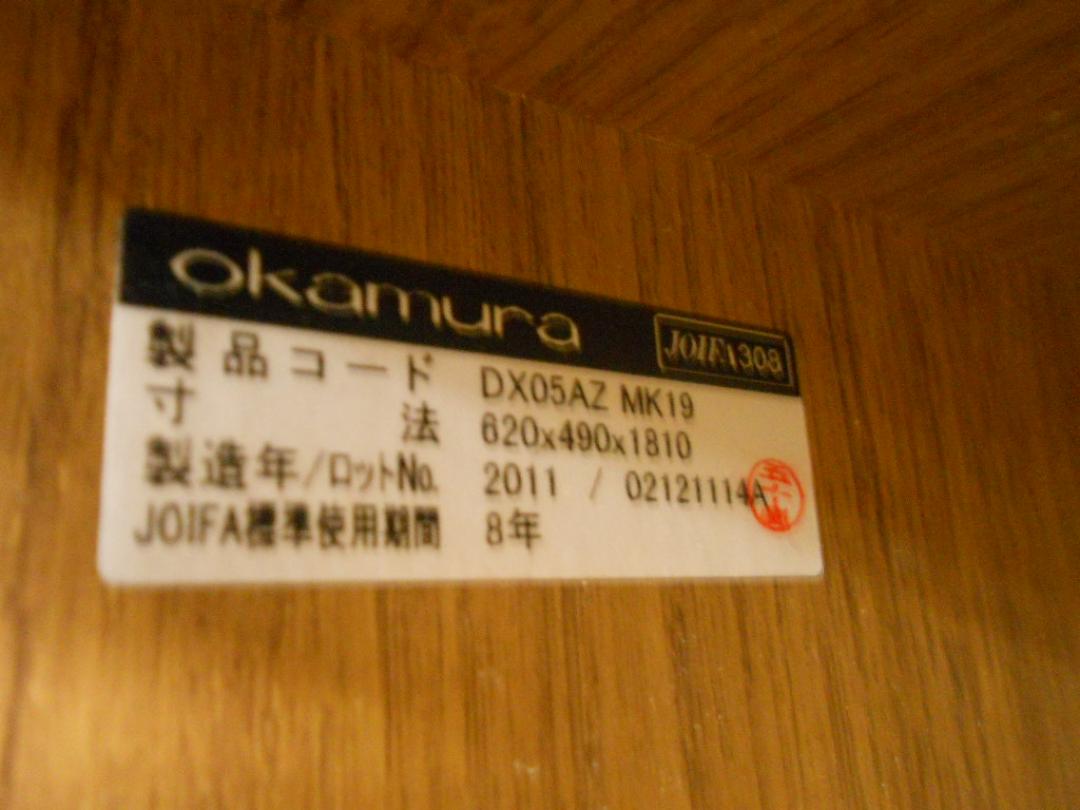 okamura JOIFA308
製品コード DX05AZ MK19
寸法 620x490x1810
製造年/ロットNo. 2011 / 02121114A
JOIFA標準使用期間 8年